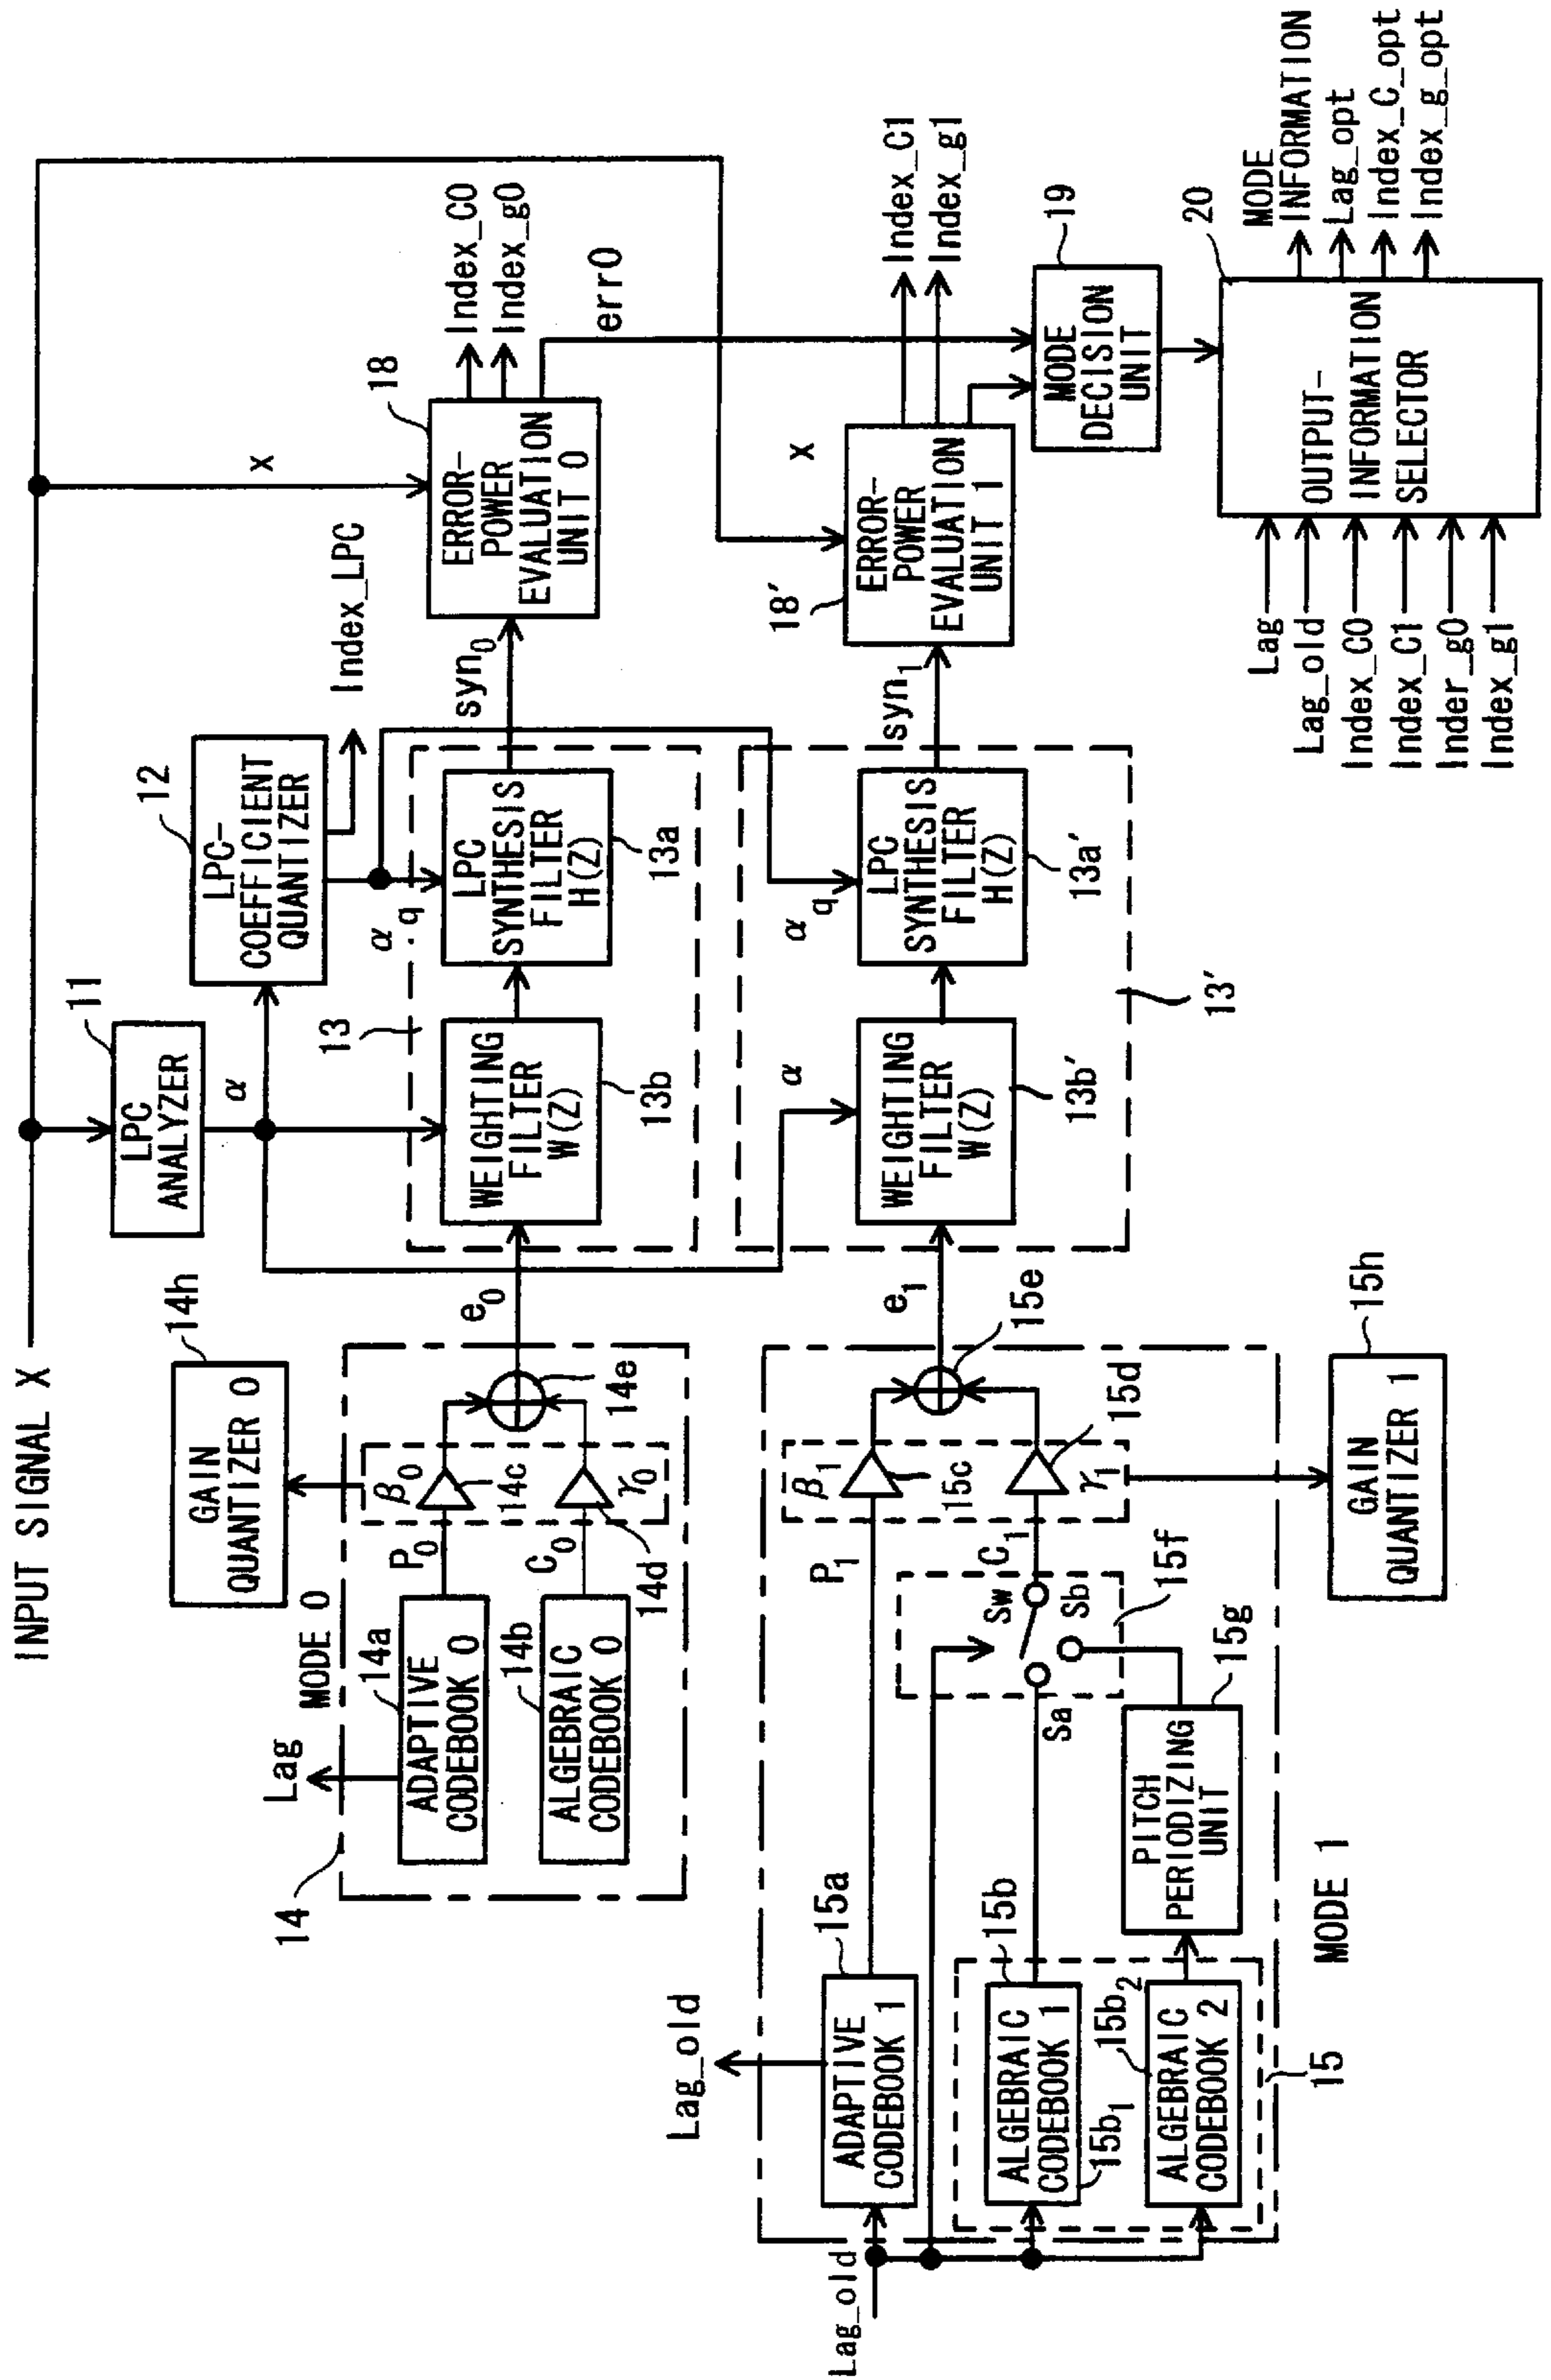 INPUT SIGNAL X
11
LPC
ANALYZER
α
12
LPC-
COEFFICIENT
QUANTIZER
Index_LPC
x
18
ERROR-
POWER
EVALUATION
UNIT 0
Index_C0
Index_g0
err0
14h
GAIN
QUANTIZER 0
Lag
MODE 0
14
14a
ADAPTIVE
CODEBOOK 0
14b
ALGEBRAIC
CODEBOOK 0
P0
C0
β0
14c
γ0
14d
14e
e0
13
WEIGHTING
FILTER
W(Z)
13b
αq
LPC
SYNTHESIS
FILTER
H(Z)
13a
syn0
Lag_old
Lag_old
15a
ADAPTIVE
CODEBOOK 1
15b
ALGEBRAIC
CODEBOOK 1
15b1
15b2
ALGEBRAIC
CODEBOOK 2
15
MODE 1
PITCH
PERIODIZING
UNIT
15g
Sa
Sw
Sb
15f
P1
C1
β1
15c
γ1
15d
15e
e1
GAIN
QUANTIZER 1
15h
α
WEIGHTING
FILTER
W(Z)
13b'
αq
LPC
SYNTHESIS
FILTER
H(Z)
13a'
13'
syn1
18'
x
ERROR-
POWER
EVALUATION
UNIT 1
Index_C1
Index_g1
19
MODE
DECISION
UNIT
20
OUTPUT-
INFORMATION
SELECTOR
Lag
Lag_old
Index_C0
Index_C1
Inder_g0
Index_g1
MODE
INFORMATION
Lag_opt
Index_C_opt
Index_g_opt